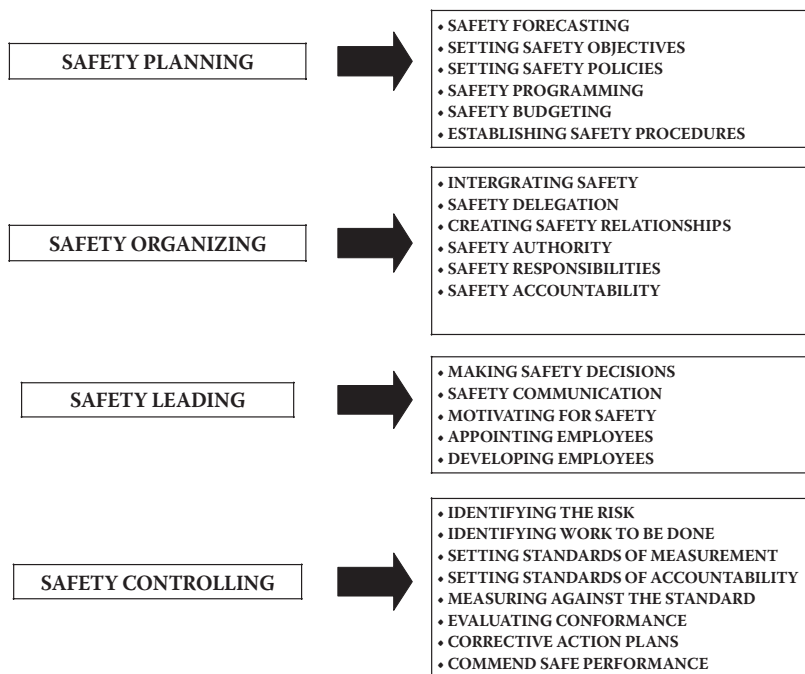 SAFETY PLANNING
• SAFETY FORECASTING
• SETTING SAFETY OBJECTIVES
• SETTING SAFETY POLICIES
• SAFETY PROGRAMMING
• SAFETY BUDGETING
• ESTABLISHING SAFETY PROCEDURES
SAFETY ORGANIZING
• INTERGRATING SAFETY
• SAFETY DELEGATION
• CREATING SAFETY RELATIONSHIPS
• SAFETY AUTHORITY
• SAFETY RESPONSIBILITIES
• SAFETY ACCOUNTABILITY
SAFETY LEADING
• MAKING SAFETY DECISIONS
• SAFETY COMMUNICATION
• MOTIVATING FOR SAFETY
• APPOINTING EMPLOYEES
• DEVELOPING EMPLOYEES
SAFETY CONTROLLING
• IDENTIFYING THE RISK
• IDENTIFYING WORK TO BE DONE
• SETTING STANDARDS OF MEASUREMENT
• SETTING STANDARDS OF ACCOUNTABILITY
• MEASURING AGAINST THE STANDARD
• EVALUATING CONFORMANCE
• CORRECTIVE ACTION PLANS
• COMMEND SAFE PERFORMANCE